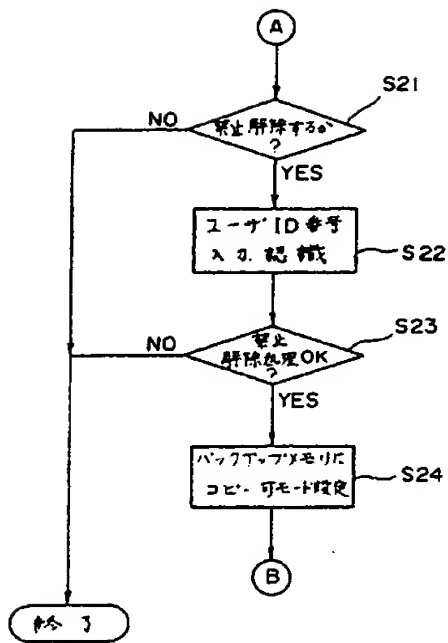 A
S21
禁止解除するか
?
NO
YES
ユーザID番号
入力認識
S22
S23
禁止
解除処理OK
?
NO
YES
バックアップメモリに
コピー可モード設定
S24
B
終了